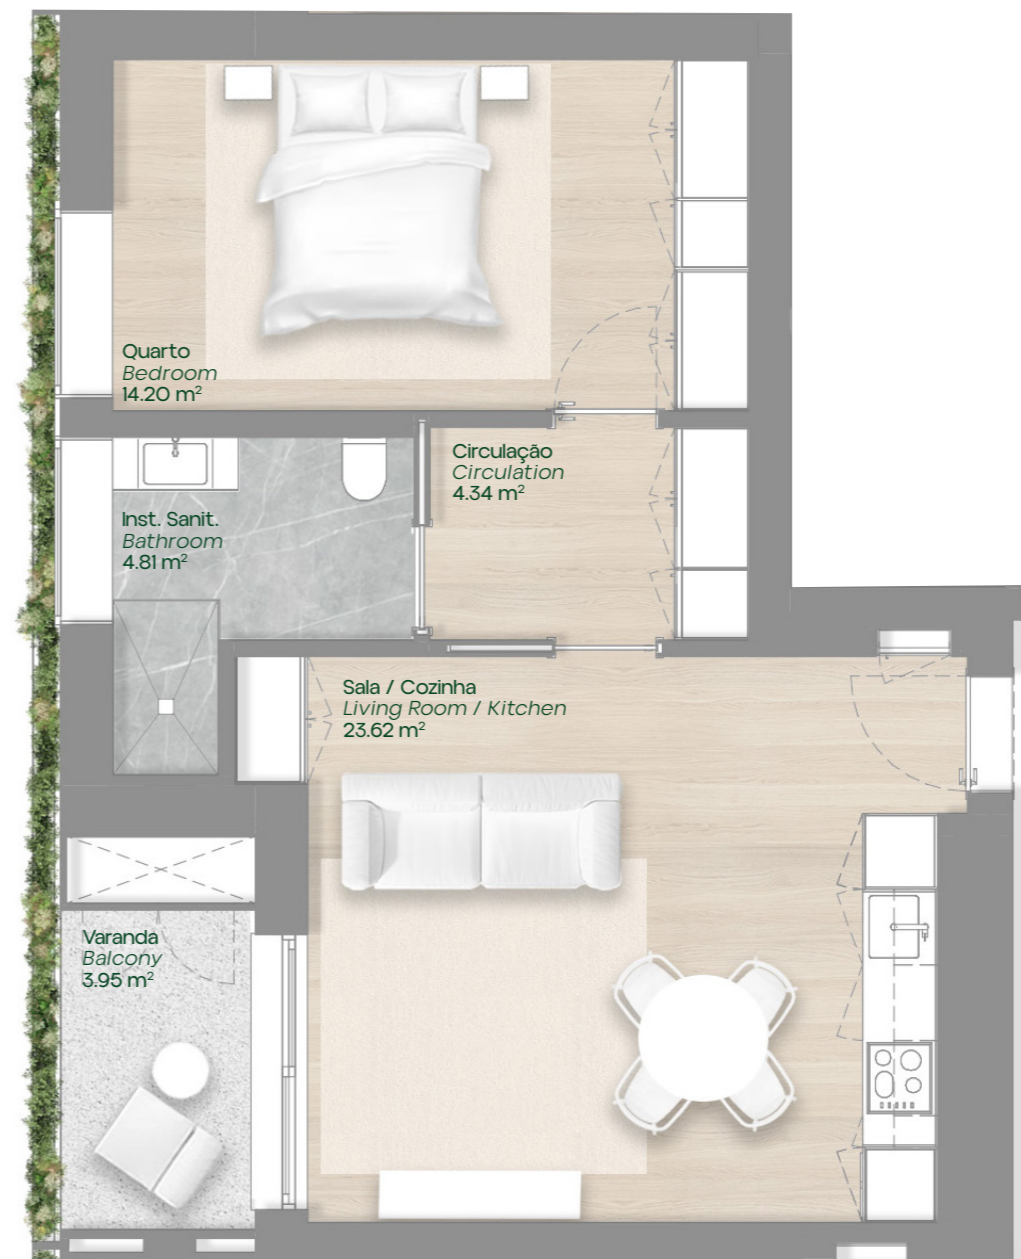 Quarto
Bedroom
14.20 m²
Circulação
Circulation
4.34 m²
Inst. Sanit.
Bathroom
4.81 m²
Sala / Cozinha
Living Room / Kitchen
23.62 m²
Varanda
Balcony
3.95 m²